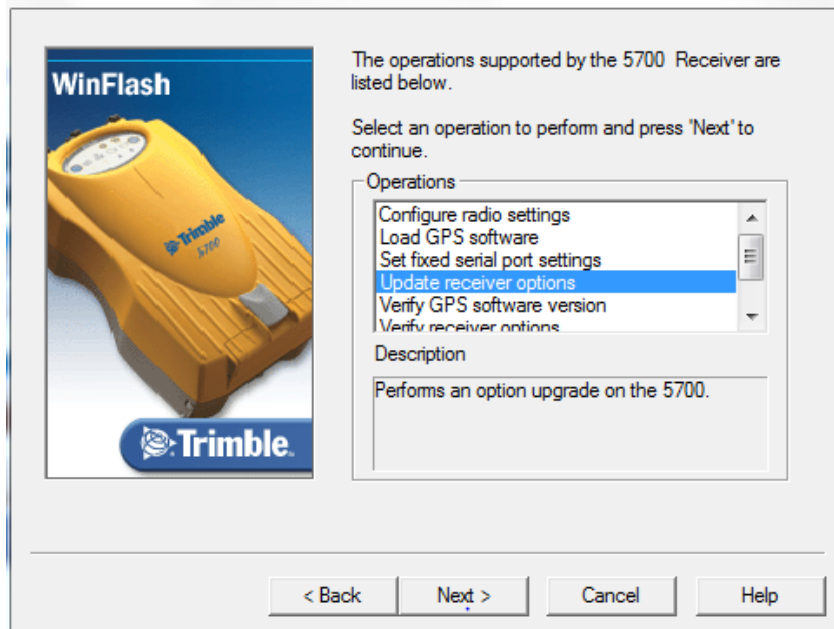 WinFlash
Trimble
5700
Trimble.
The operations supported by the 5700 Receiver are
listed below.
Select an operation to perform and press 'Next' to
continue.
Operations
Configure radio settings
Load GPS software
Set fixed serial port settings
Update receiver options
Verify GPS software version
Verify receiver options
Description
Performs an option upgrade on the 5700.
< Back
Next >
Cancel
Help